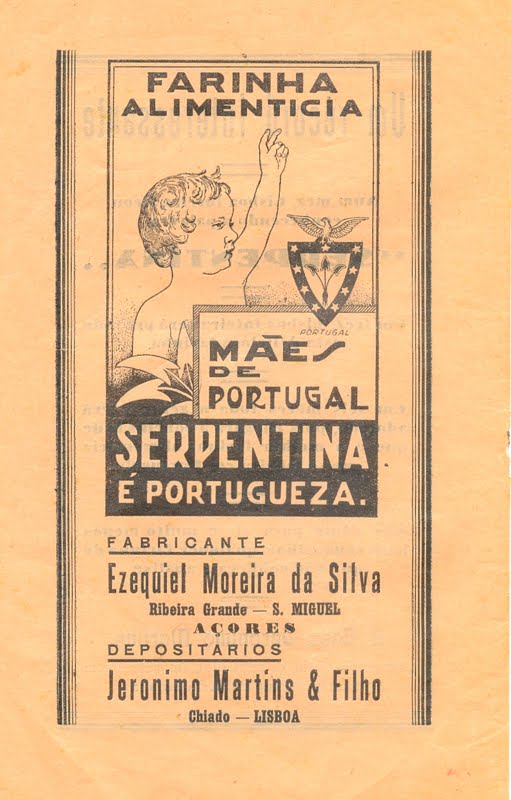 FARINHA
ALIMENTICIA
PORTUGAL
MÃES
DE
PORTUGAL
SERPENTINA
É PORTUGUEZA.
FABRICANTE
Ezequiel Moreira da Silva
Ribeira Grande — S. MIGUEL
AÇORES
DEPOSITARIOS
Jeronimo Martins & Filho
Chiado — LISBOA